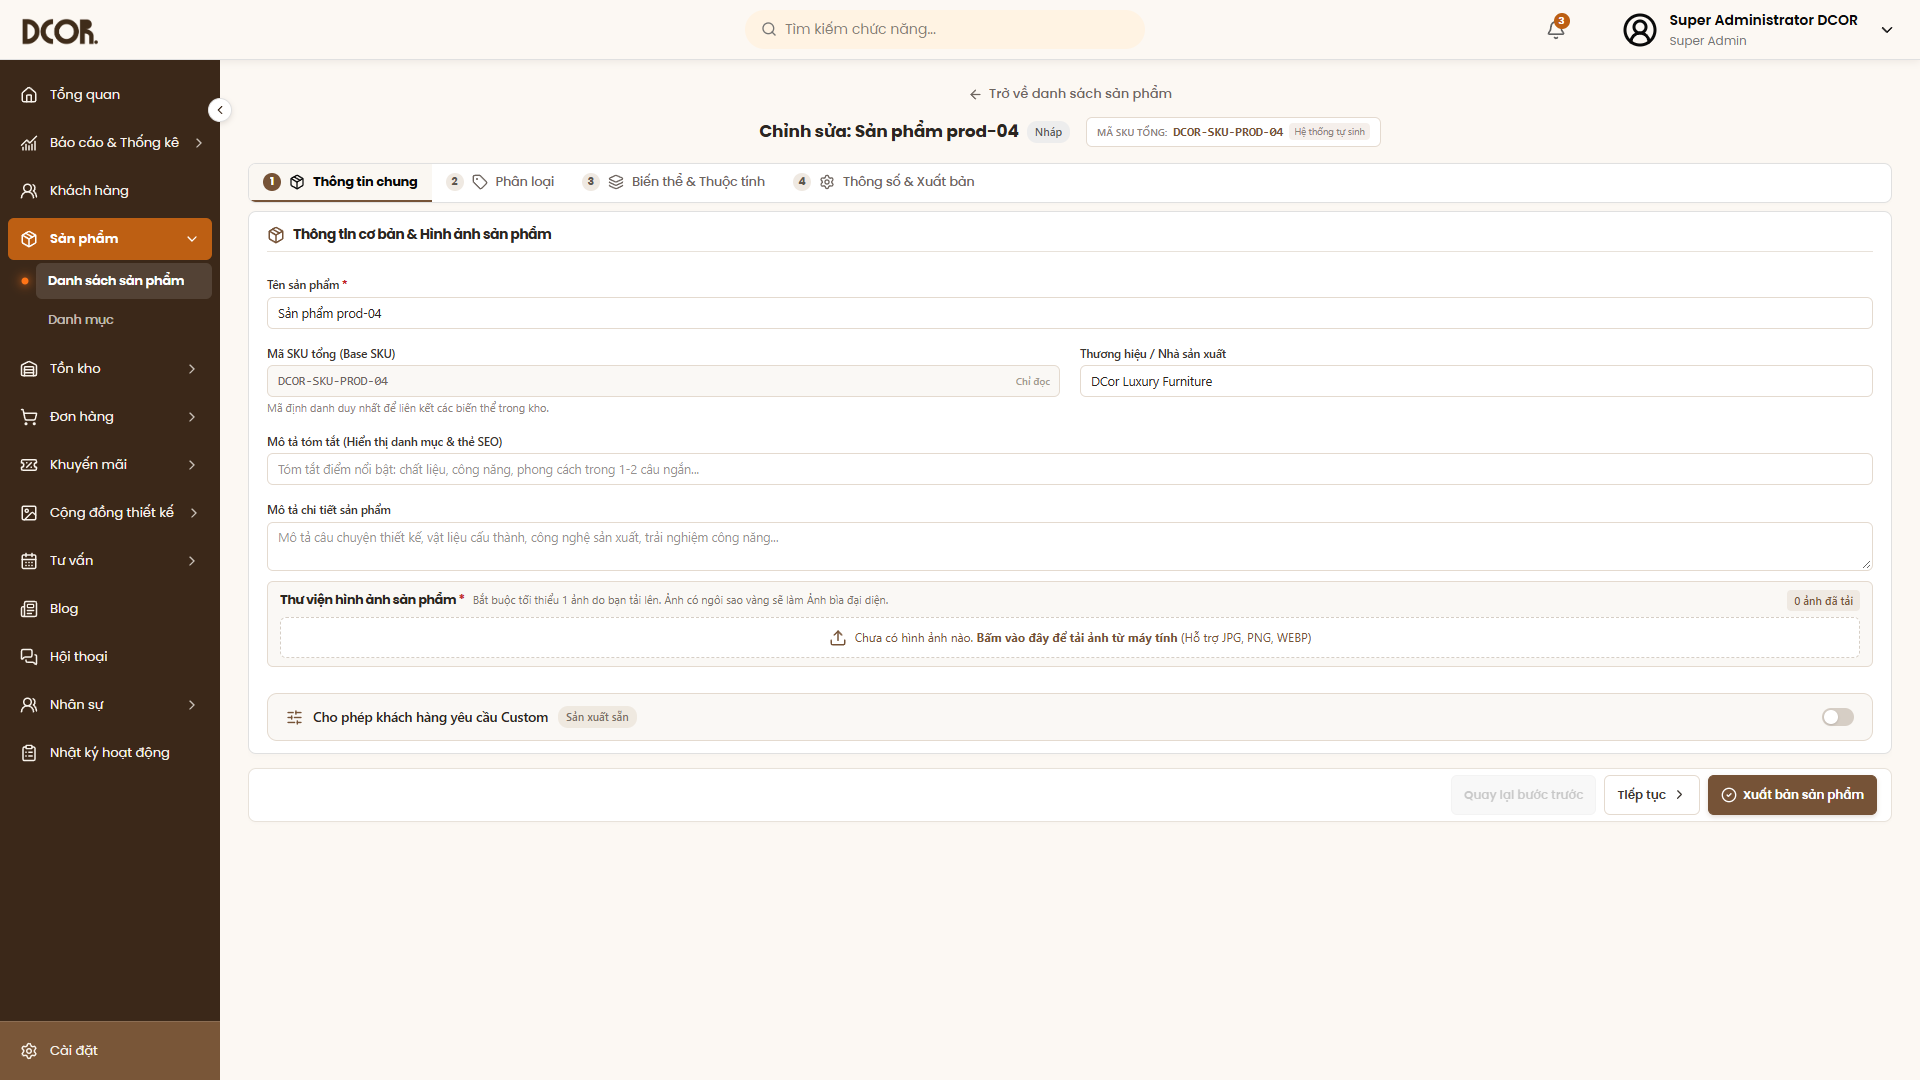 DCOR.
Tìm kiếm chức năng...
3
Super Administrator DCOR
Super Admin
Tổng quan
Báo cáo & Thống kê
Khách hàng
Sản phẩm
Danh sách sản phẩm
Danh mục
Tồn kho
Đơn hàng
Khuyến mãi
Cộng đồng thiết kế
Tư vấn
Blog
Hội thoại
Nhân sự
Nhật ký hoạt động
Cài đặt
Trở về danh sách sản phẩm
Chỉnh sửa: Sản phẩm prod-04 Nháp MÃ SKU TỔNG: DCOR-SKU-PROD-04 Hệ thống tự sinh
1 Thông tin chung 2 Phân loại 3 Biến thể & Thuộc tính 4 Thông số & Xuất bản
Thông tin cơ bản & Hình ảnh sản phẩm
Tên sản phẩm *
Sản phẩm prod-04
Mã SKU tổng (Base SKU)
DCOR-SKU-PROD-04 Chỉ đọc
Mã định danh duy nhất để liên kết các biến thể trong kho.
Thương hiệu / Nhà sản xuất
DCor Luxury Furniture
Mô tả tóm tắt (Hiển thị danh mục & thẻ SEO)
Tóm tắt điểm nổi bật: chất liệu, công năng, phong cách trong 1-2 câu ngắn...
Mô tả chi tiết sản phẩm
Mô tả câu chuyện thiết kế, vật liệu cấu thành, công nghệ sản xuất, trải nghiệm công năng...
Thư viện hình ảnh sản phẩm * Bắt buộc tối thiểu 1 ảnh do bạn tải lên. Ảnh có ngôi sao vàng sẽ làm Ảnh bìa đại diện. 0 ảnh đã tải
Chưa có hình ảnh nào. Bấm vào đây để tải ảnh từ máy tính (Hỗ trợ JPG, PNG, WEBP)
Cho phép khách hàng yêu cầu Custom Sản xuất sẵn
Quay lại bước trước Tiếp tục Xuất bản sản phẩm